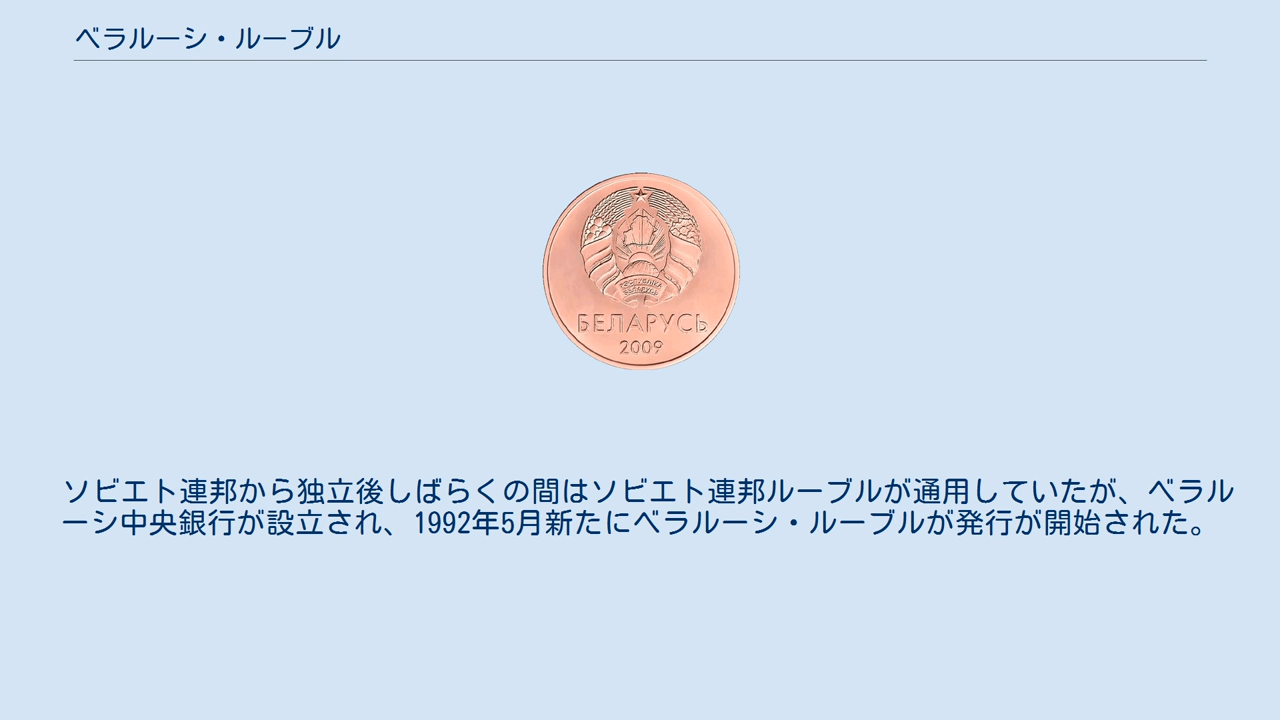 ベラルーシ・ルーブル
БЕЛАРУСЬ
2009
ソビエト連邦から独立後しばらくの間はソビエト連邦ルーブルが通用していたが、ベラル
ーシ中央銀行が設立され、1992年5月新たにベラルーシ・ルーブルが発行が開始された。